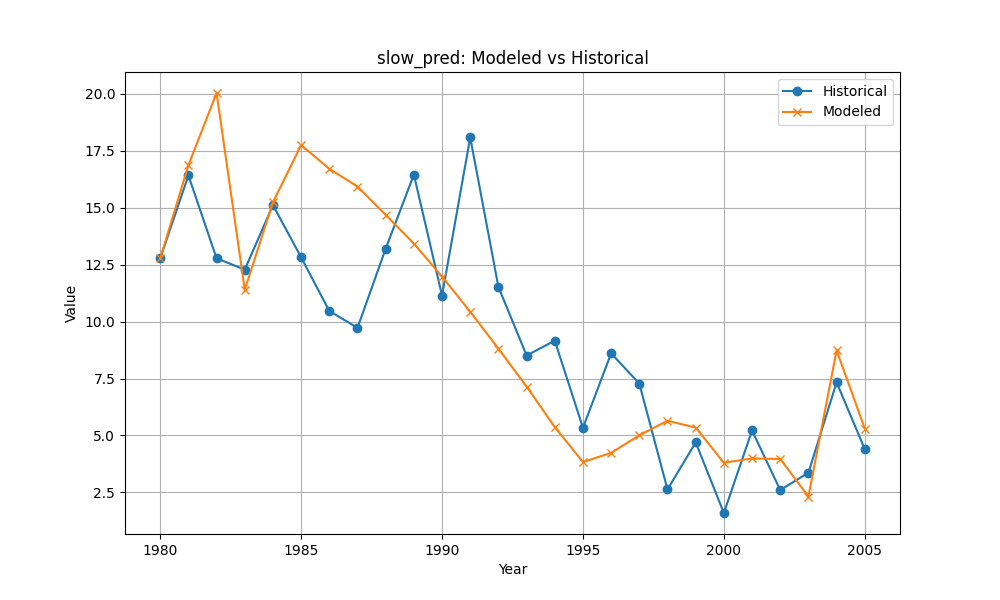 slow_pred: Modeled vs Historical
Historical
Modeled
20.0
17.5
15.0
12.5
10.0
7.5
5.0
2.5
Value
1980 1985 1990 1995 2000 2005
Year